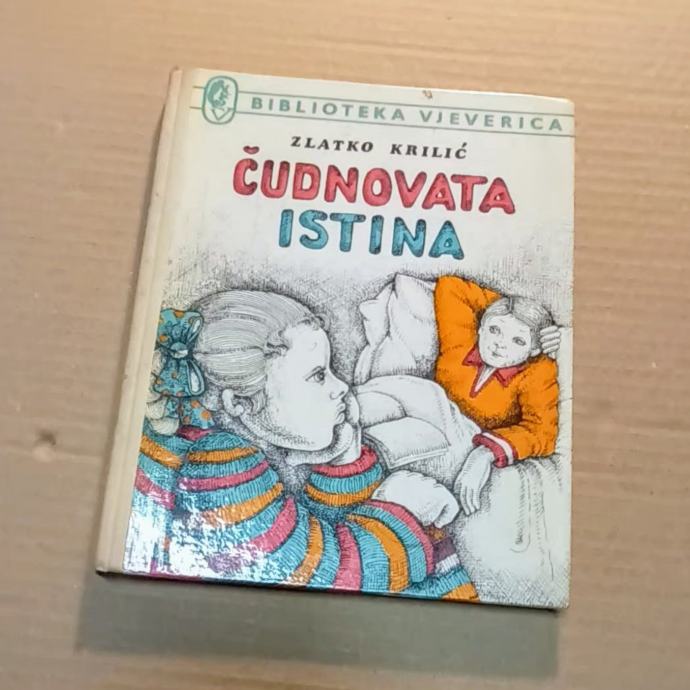 BIBLIOTEKA VJEVERICA
ZLATKO KRILIĆ
ČUDNOVATA
ISTINA